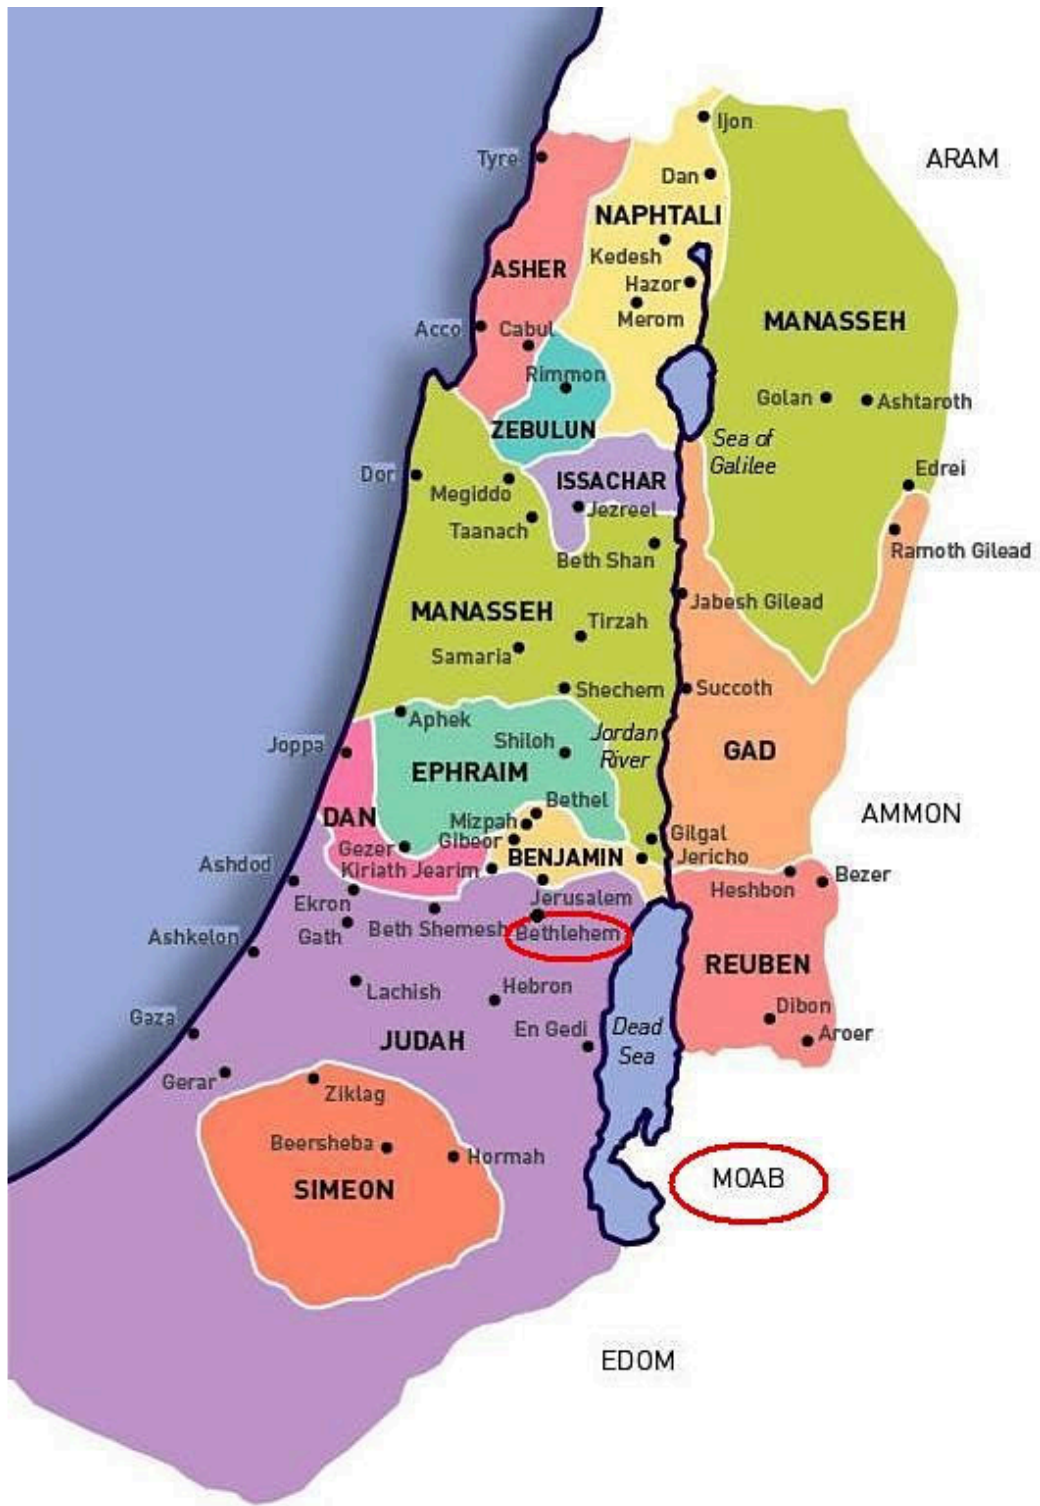 Ijon
ARAM
Tyre
Dan
NAPHTALI
Kedesh
ASHER
Hazor
Merom
MANASSEH
Acco
Cabul
Rimmon
Golan
Ashtaroth
ZEBULUN
Sea of
Galilee
Edrei
Dor
Megiddo
ISSACHAR
Jezreel
Taanach
Beth Shan
Ramoth Gilead
Jabesh Gilead
MANASSEH
Tirzah
Samaria
Shechem
Succoth
Aphek
Joppa
Shiloh
Jordan
River
GAD
EPHRAIM
Bethel
AMMON
DAN
Mizpah
Gibeor
Gilgal
Gezer
BENJAMIN
Jericho
Ashdod
Kiriath Jearim
Heshbon
Bezer
Ekron
Jerusalem
Ashkelon
Gath
Beth Shemesh
Bethlehem
REUBEN
Lachish
Hebron
Dibon
Gaza
En Gedi
Dead
Sea
Aroer
JUDAH
Gerar
Ziklag
Beersheba
Hormah
SIMEON
MOAB
EDOM